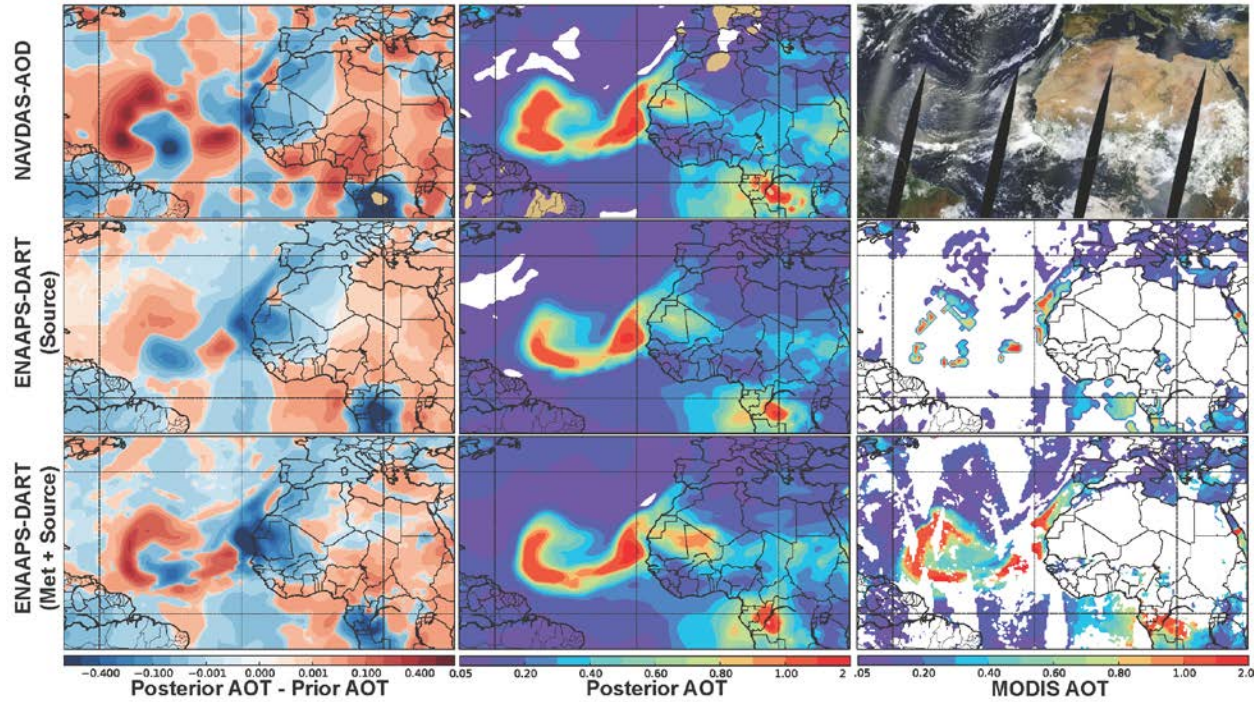 NAVDAS-AOD
ENAAPS-DART
(Source)
ENAAPS-DART
(Met + Source)
−0.400 −0.100 −0.001 0.000 0.001 0.100 0.400 0.05 0.20 0.40 0.60 0.80 1.00 2 .05 0.20 0.40 0.60 0.80 1.00 2.0
Posterior AOT - Prior AOT Posterior AOT MODIS AOT